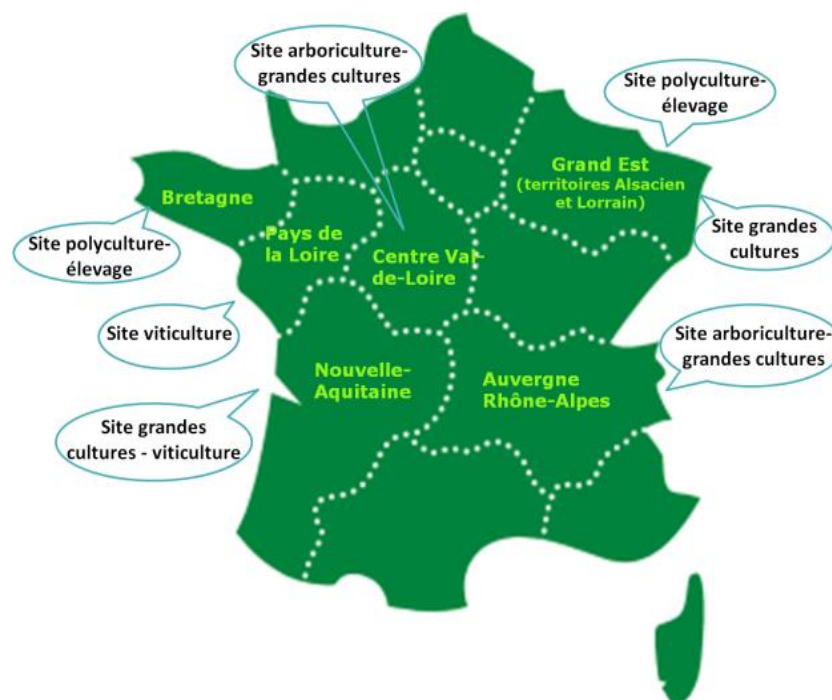 Site arboriculture-
grandes cultures
Site polyculture-
élevage
Grand Est
(territoires Alsacien
et Lorrain)
Bretagne
Site polyculture-
élevage
Pays de
la Loire
Centre Val-
de-Loire
Site grandes
cultures
Site viticulture
Site arboriculture-
grandes cultures
Nouvelle-
Aquitaine
Auvergne
Rhône-Alpes
Site grandes
cultures - viticulture